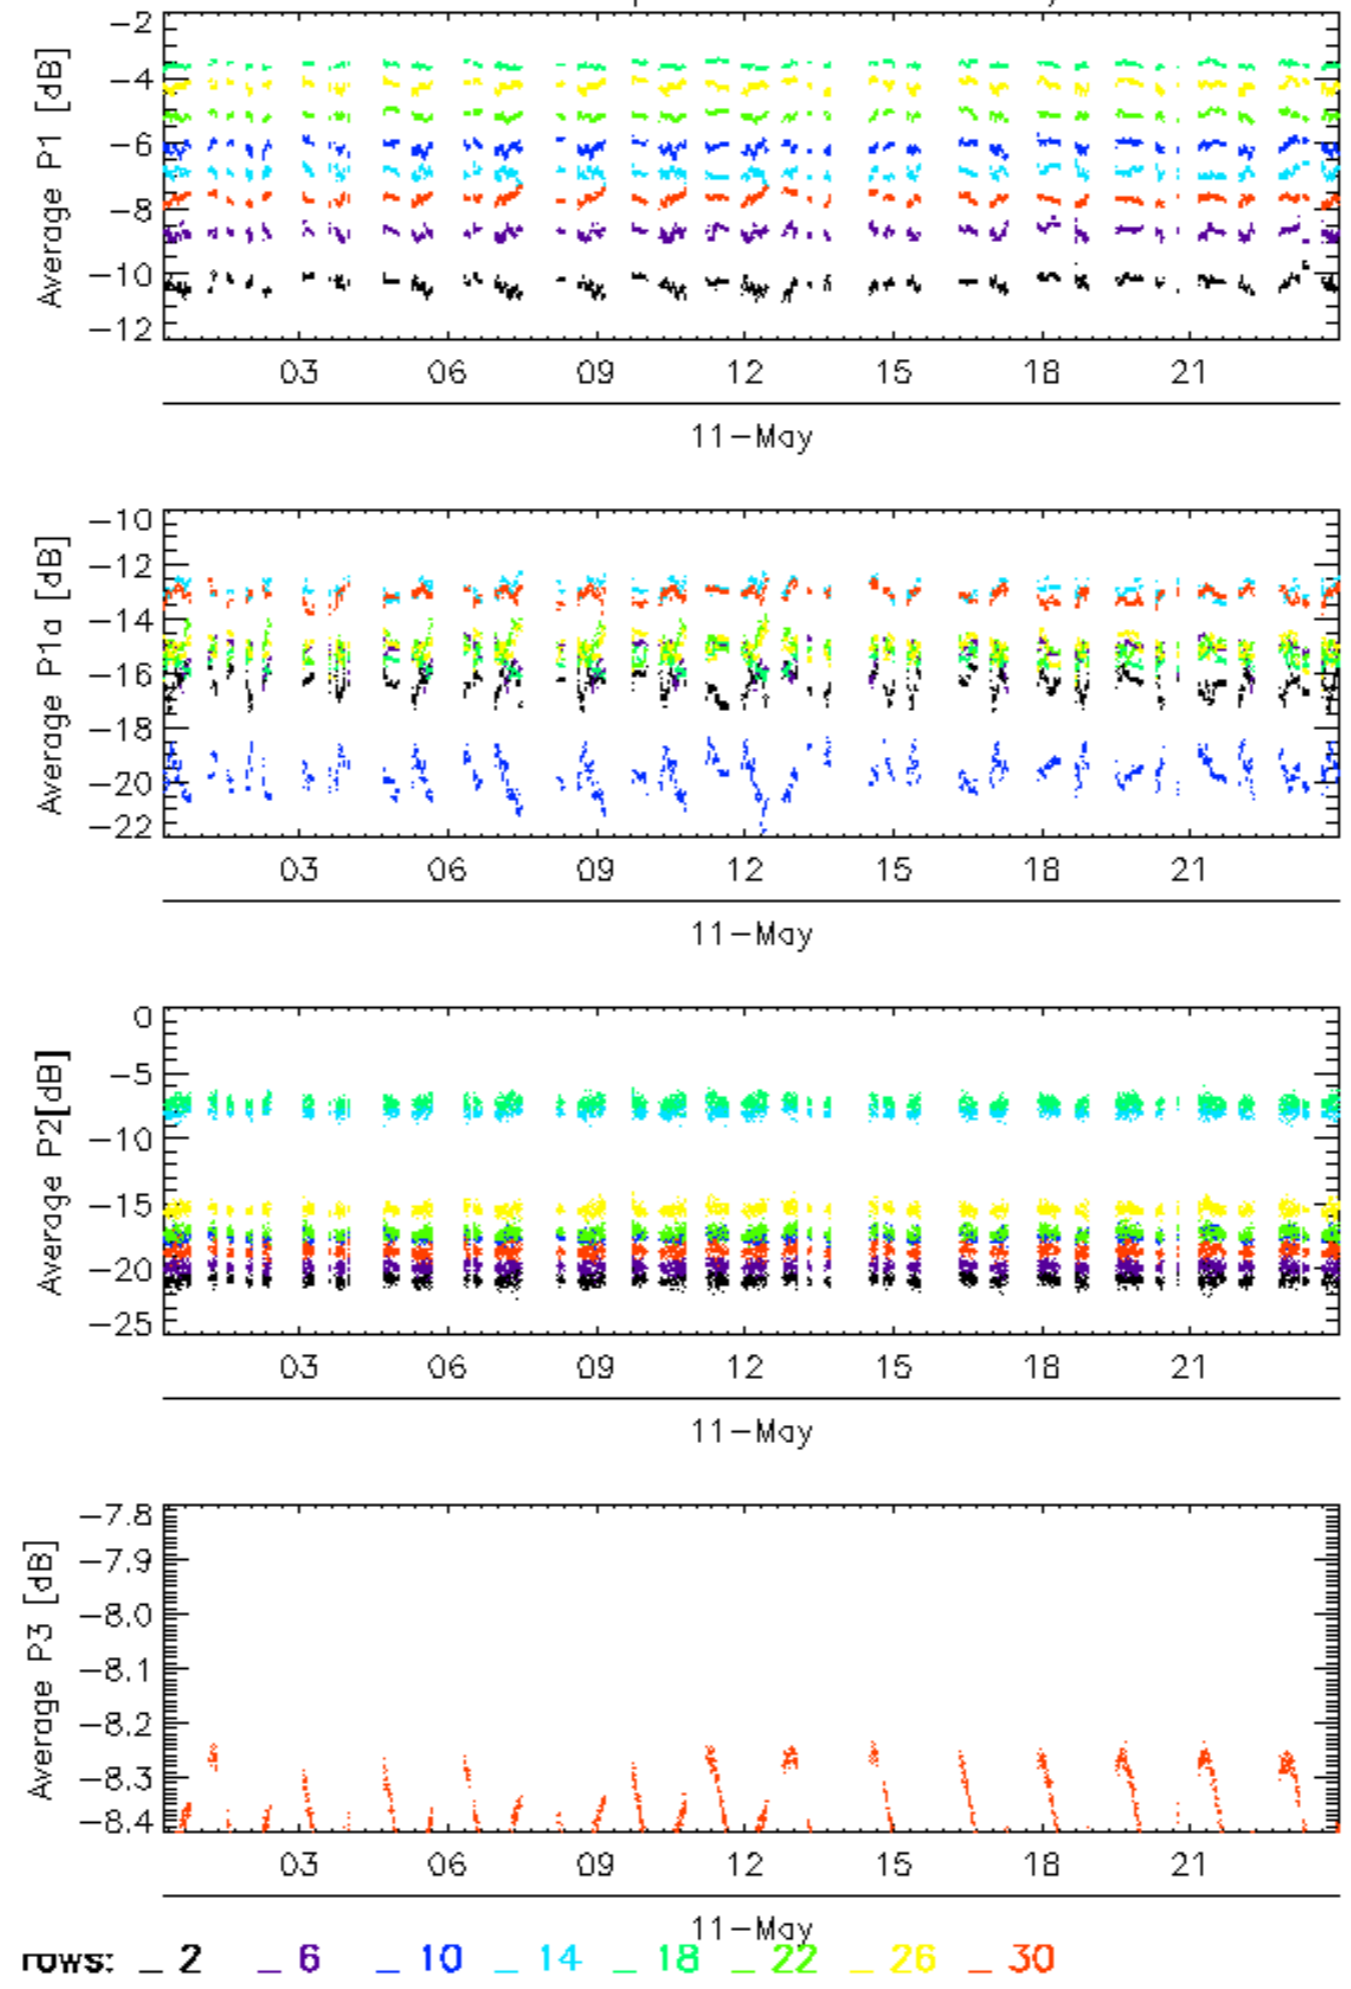 Average P1 [dB]
−2
−4
−6
−8
−10
−12
03 06 09 12 15 18 21
11−May
Average P1a [dB]
−10
−12
−14
−16
−18
−20
−22
03 06 09 12 15 18 21
11−May
Average P2[dB]
0
−5
−10
−15
−20
−25
03 06 09 12 15 18 21
11−May
Average P3 [dB]
−7.8
−7.9
−8.0
−8.1
−8.2
−8.3
−8.4
03 06 09 12 15 18 21
11−May
rows: _ 2 _ 6 _ 10 _ 14 _ 18 _ 22 _ 26 _ 30